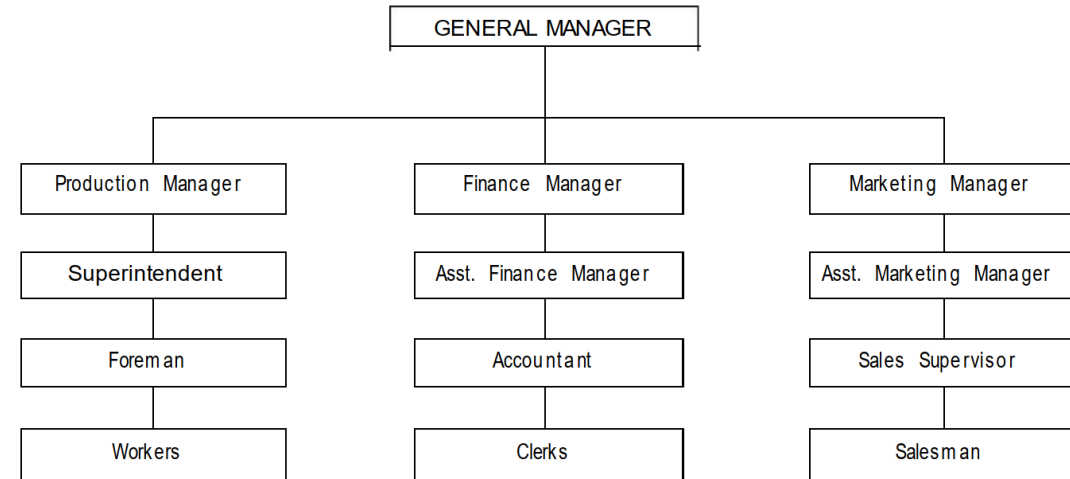 GENERAL MANAGER
Production Manager
Finance Manager
Marketing Manager
Superintendent
Asst. Finance Manager
Asst. Marketing Manager
Foreman
Accountant
Sales Supervisor
Workers
Clerks
Salesman